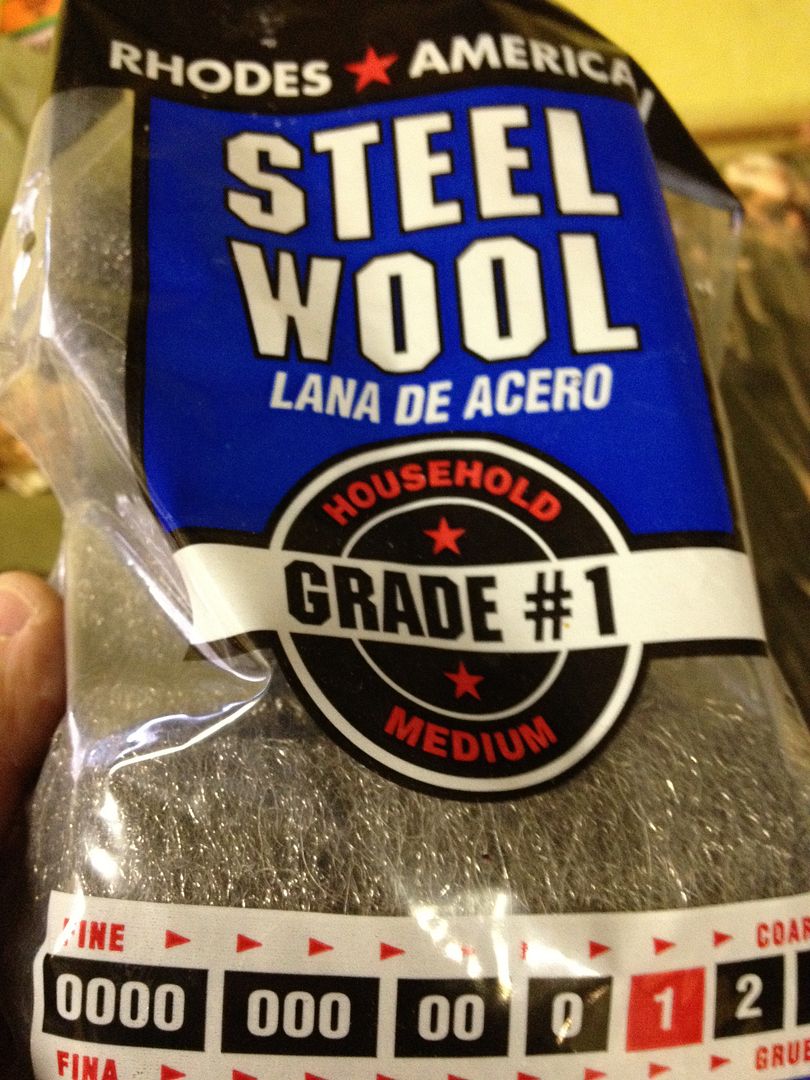 RHODES ★ AMERICA
STEEL
WOOL
LANA DE ACERO
HOUSEHOLD
GRADE #1
MEDIUM
FINE
0000 000 00 0 1 2
FINA